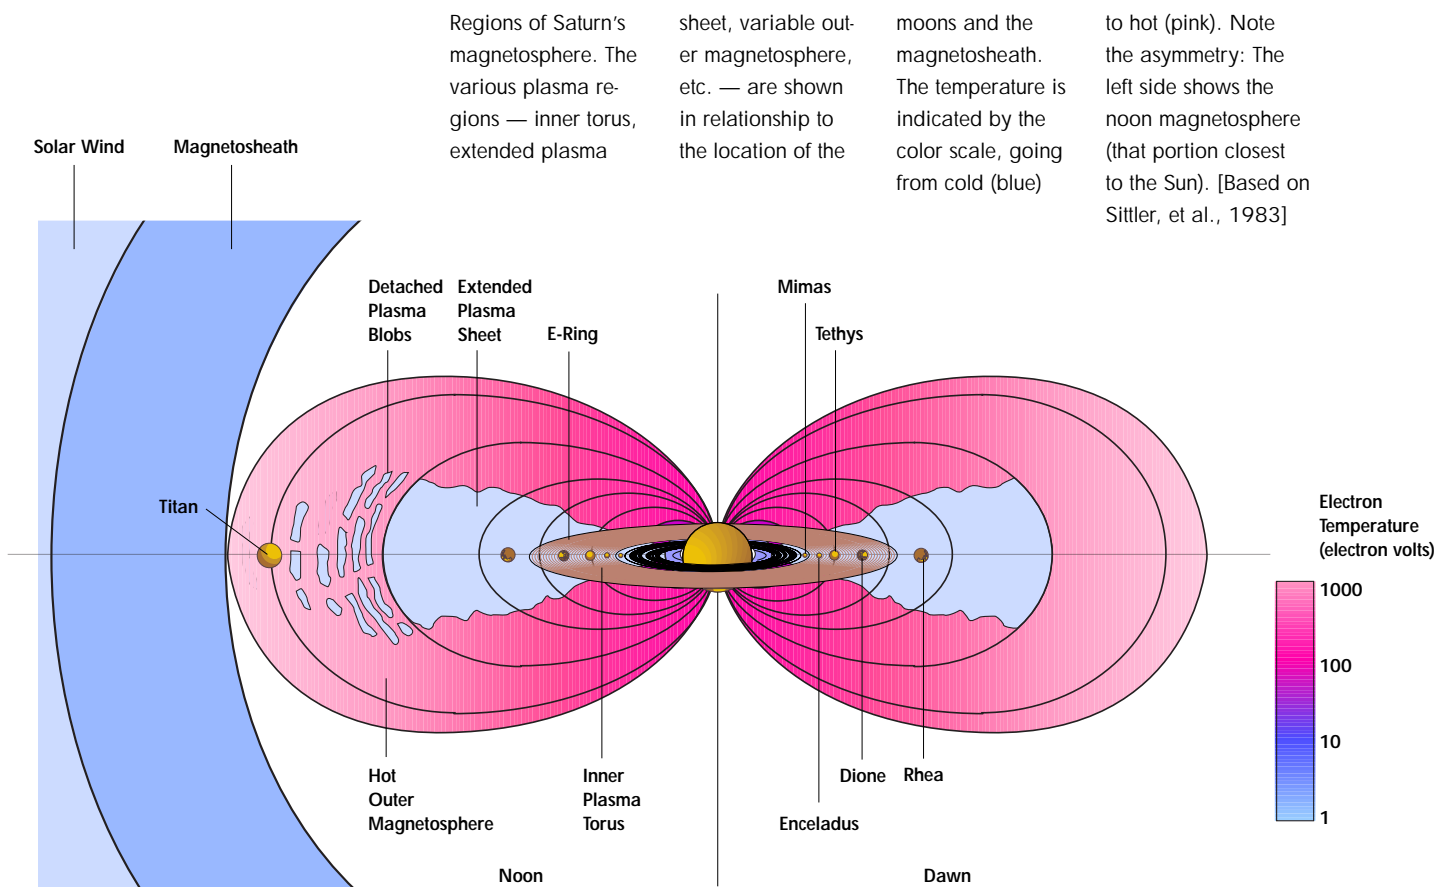 Regions of Saturn's
magnetosphere. The
various plasma re-
gions — inner torus,
extended plasma
sheet, variable out-
er magnetosphere,
etc. — are shown
in relationship to
the location of the
moons and the
magnetosheath.
The temperature is
indicated by the
color scale, going
from cold (blue)
to hot (pink). Note
the asymmetry: The
left side shows the
noon magnetosphere
(that portion closest
to the Sun). [Based on
Sittler, et al., 1983]
Solar Wind
Magnetosheath
Detached
Plasma
Blobs
Extended
Plasma
Sheet
E-Ring
Mimas
Tethys
Titan
Electron
Temperature
(electron volts)
1000
100
10
1
Hot
Outer
Magnetosphere
Inner
Plasma
Torus
Dione
Rhea
Enceladus
Noon
Dawn